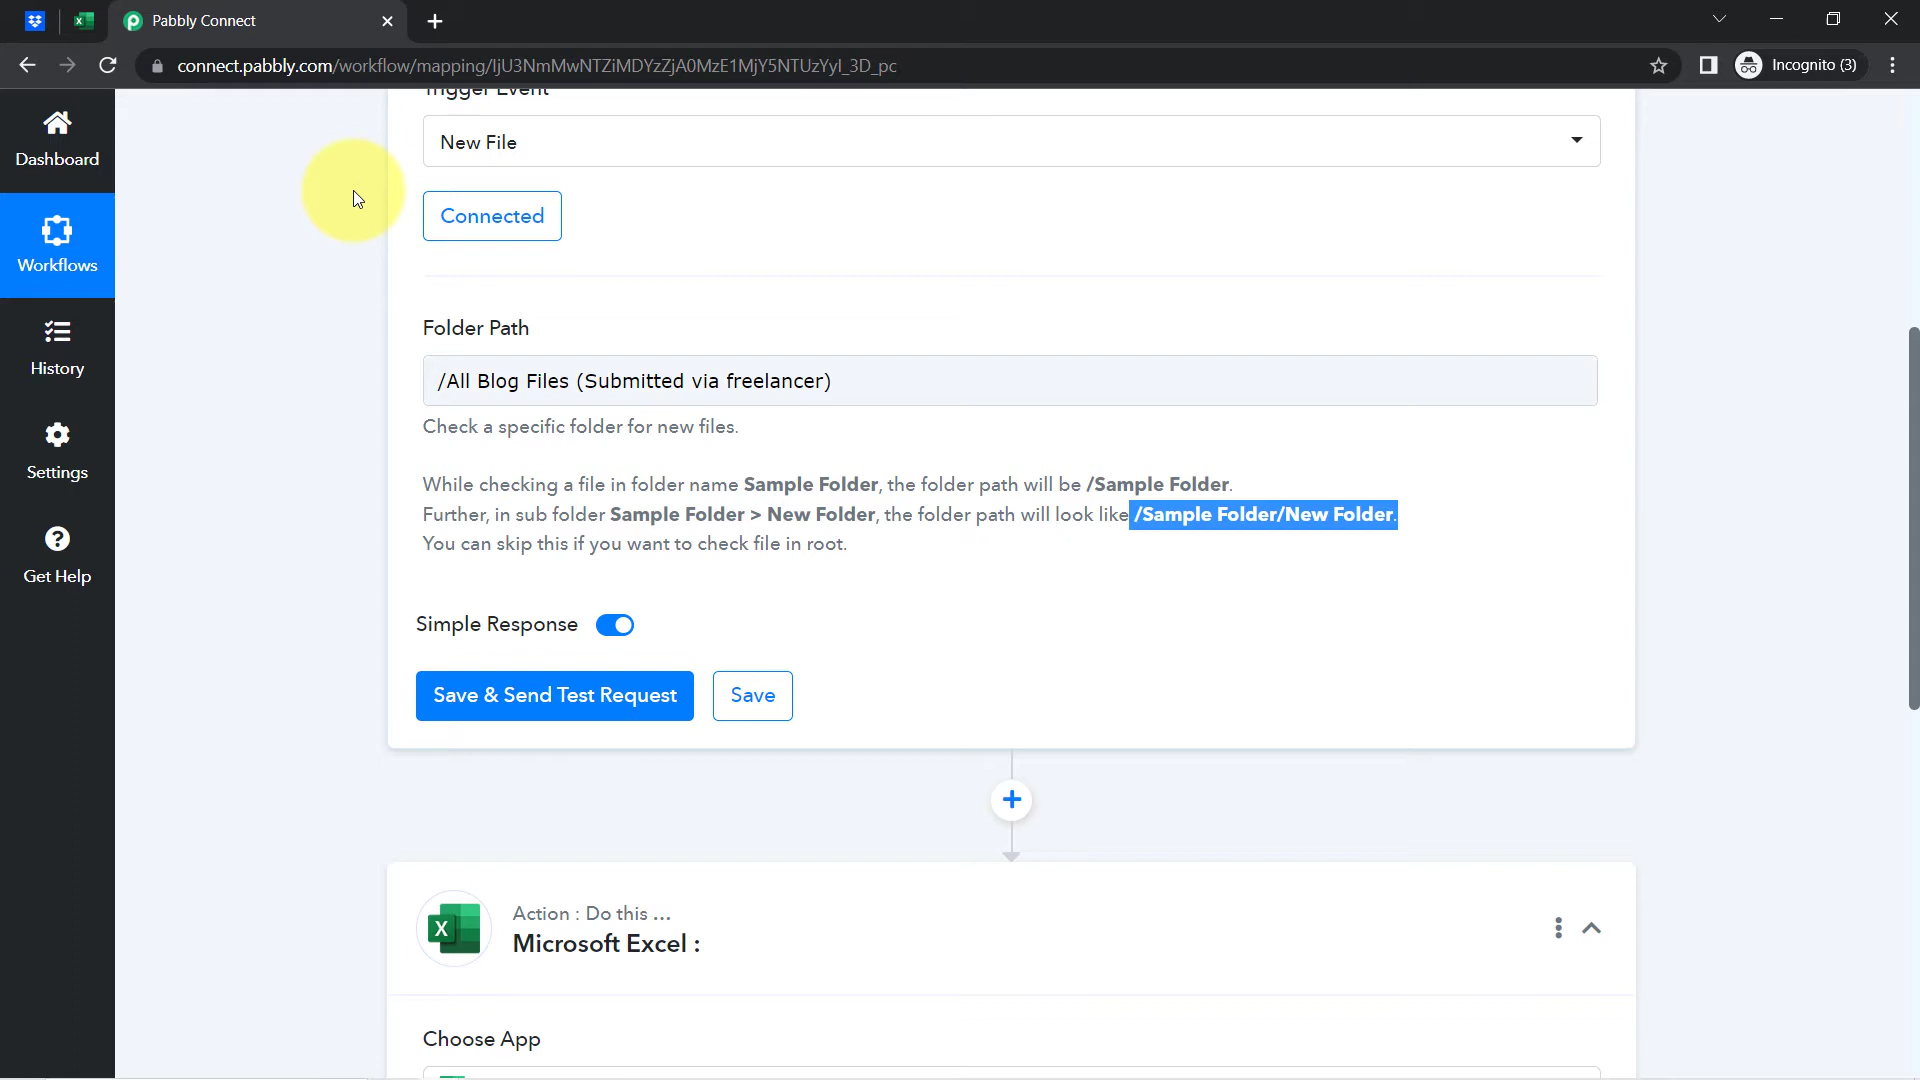 Pabbly Connect
connect.pabbly.com/workflow/mapping/IjU3NmMwNTZiMDYzZjA0MzE1MjY5NTUzYyI_3D_pc
Incognito (3)
Dashboard
Workflows
History
Settings
Get Help
Trigger Event
New File
Connected
Folder Path
/All Blog Files (Submitted via freelancer)
Check a specific folder for new files.
While checking a file in folder name Sample Folder, the folder path will be /Sample Folder.
Further, in sub folder Sample Folder > New Folder, the folder path will look like /Sample Folder/New Folder.
You can skip this if you want to check file in root.
Simple Response
Save & Send Test Request
Save
Action : Do this ...
Microsoft Excel :
Choose App